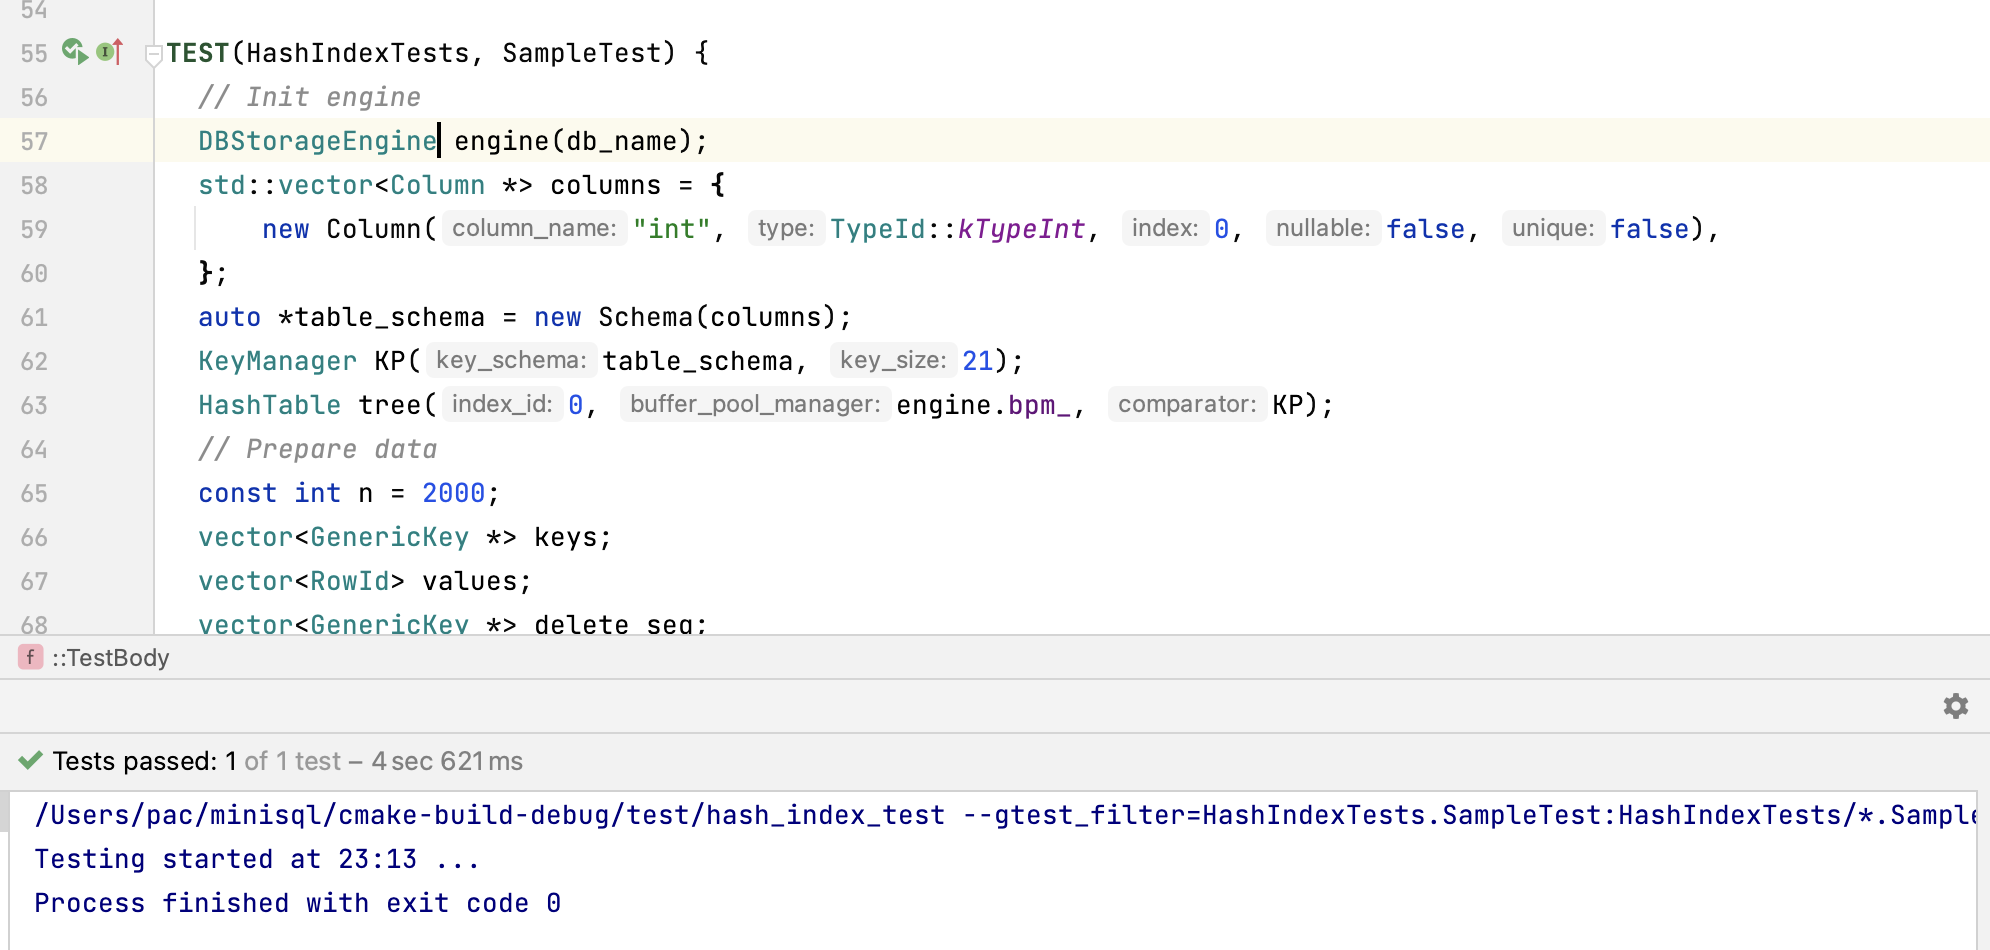 54
55 TEST(HashIndexTests, SampleTest) {
56 // Init engine
57 DBStorageEngine engine(db_name);
58 std::vector<Column *> columns = {
59 new Column( column_name: "int", type: TypeId::kTypeInt, index: 0, nullable: false, unique: false),
60 };
61 auto *table_schema = new Schema(columns);
62 KeyManager KP( key_schema: table_schema, key_size: 21);
63 HashTable tree( index_id: 0, buffer_pool_manager: engine.bpm_, comparator: KP);
64 // Prepare data
65 const int n = 2000;
66 vector<GenericKey *> keys;
67 vector<RowId> values;
68 vector<GenericKey *> delete_seq;
f ::TestBody
Tests passed: 1 of 1 test – 4 sec 621 ms
/Users/pac/minisql/cmake-build-debug/test/hash_index_test --gtest_filter=HashIndexTests.SampleTest:HashIndexTests/*.Sample
Testing started at 23:13 ...
Process finished with exit code 0